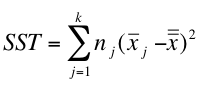 SST = \sum_{j=1}^{k} n_j (\bar{x}_j - \bar{\bar{x}})^2